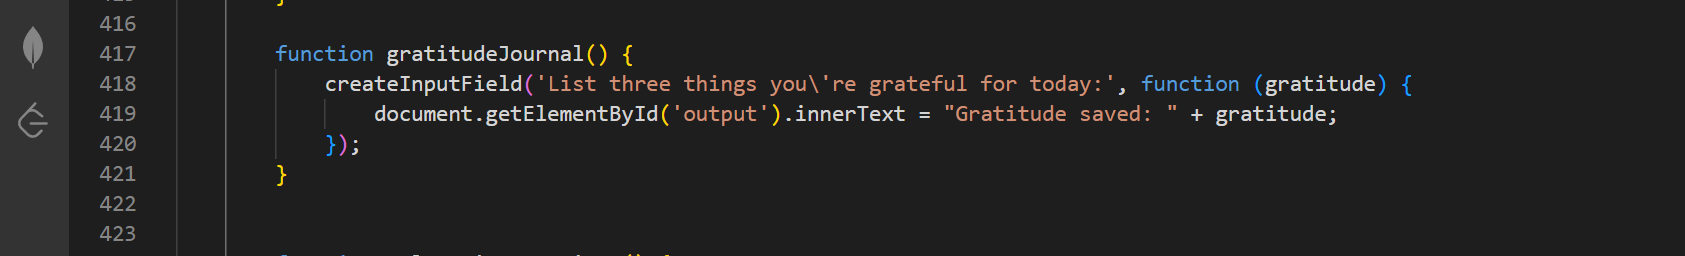 416
417 function gratitudeJournal() {
418 createInputField('List three things you\'re grateful for today:', function (gratitude) {
419 document.getElementById('output').innerText = "Gratitude saved: " + gratitude;
420 });
421 }
422
423